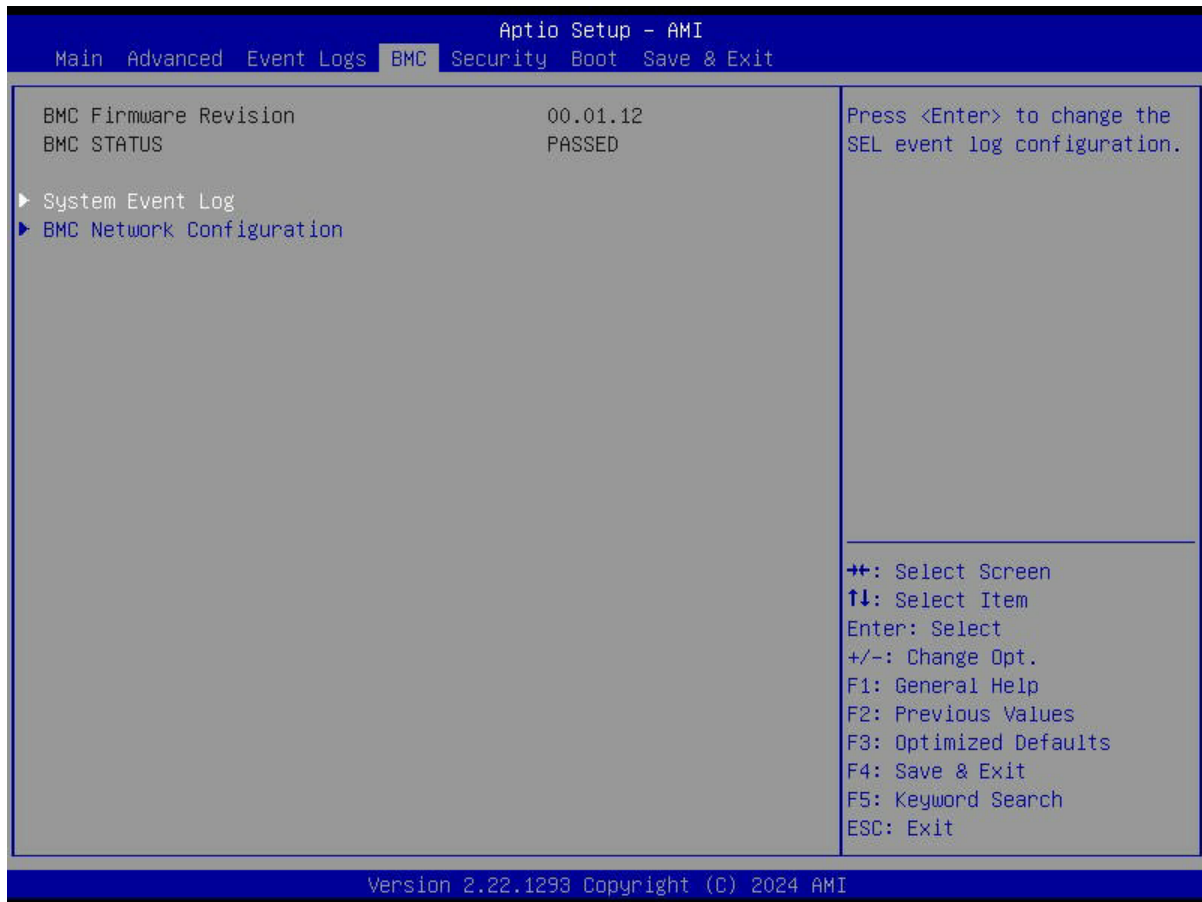 Aptio Setup – AMI
Main Advanced Event Logs BMC Security Boot Save & Exit
BMC Firmware Revision 00.01.12
BMC STATUS PASSED
▶ System Event Log
▶ BMC Network Configuration
Press <Enter> to change the
SEL event log configuration.
→←: Select Screen
↑↓: Select Item
Enter: Select
+/-: Change Opt.
F1: General Help
F2: Previous Values
F3: Optimized Defaults
F4: Save & Exit
F5: Keyword Search
ESC: Exit
Version 2.22.1293 Copyright (C) 2024 AMI